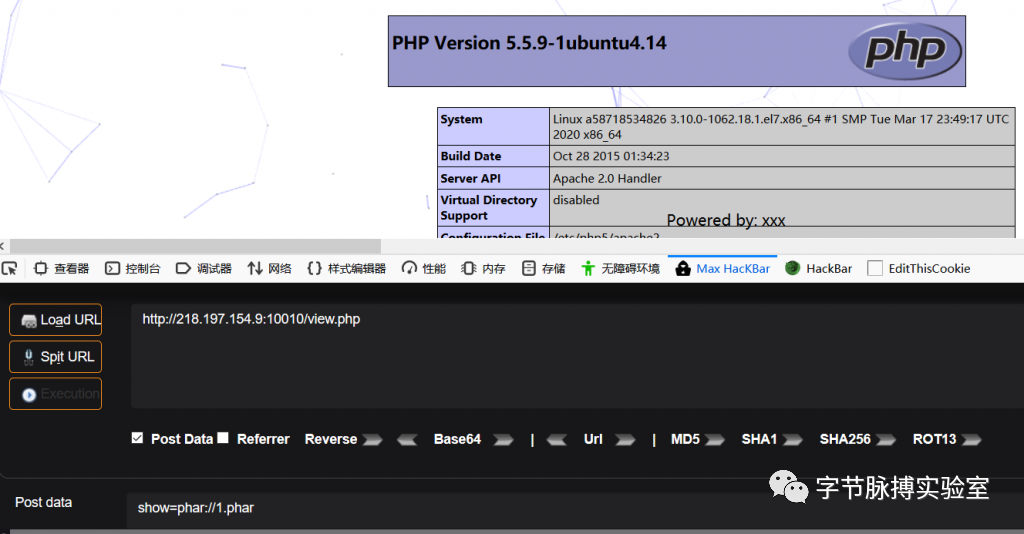 PHP Version 5.5.9-1ubuntu4.14
php
System
Linux a58718534826 3.10.0-1062.18.1.el7.x86_64 #1 SMP Tue Mar 17 23:49:17 UTC
2020 x86_64
Build Date
Oct 28 2015 01:34:23
Server API
Apache 2.0 Handler
Virtual Directory
Support
disabled
Powered by: xxx
Configuration File
/etc/php5/apache2
查看器 控制台 调试器 网络 样式编辑器 性能 内存 存储 无障碍环境 Max HacKBar HackBar EditThisCookie
Load URL
http://218.197.154.9:10010/view.php
Split URL
Execution
Post Data Referrer Reverse Base64 | Url | MD5 SHA1 SHA256 ROT13
字节脉搏实验室
Post data
show=phar://1.phar